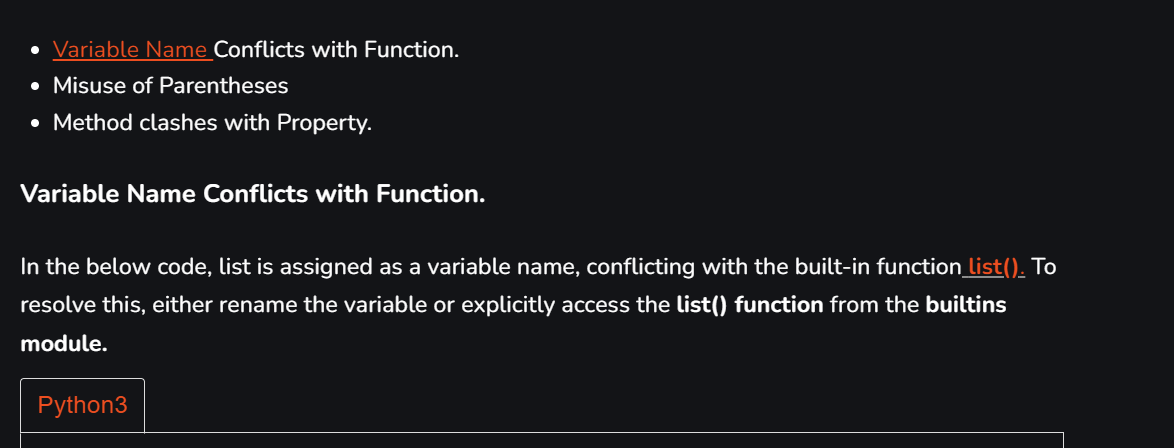 Variable Name Conflicts with Function.
Misuse of Parentheses
Method clashes with Property.
Variable Name Conflicts with Function.
In the below code, list is assigned as a variable name, conflicting with the built-in function list(). To
resolve this, either rename the variable or explicitly access the list() function from the builtins
module.
Python3